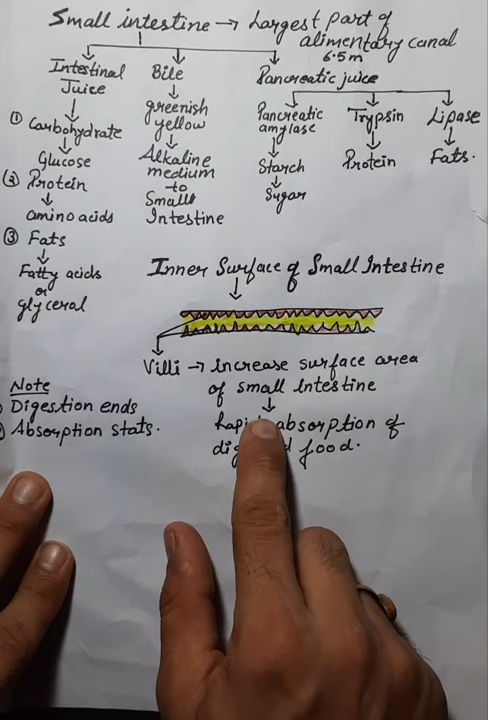 Small intestine → Largest part of
alimentary canal
6.5m
Intestinal
Juice
① Carbohydrate
Glucose
② Protein
amino acids
③ Fats
Fatty acids
or
glyceral
Bile
greenish
yellow
Alkaline
medium
to
Small
Intestine
Pancreatic juice
Pancreatic
amylase
Starch
Sugar
Trypsin
Protein
Lipase
Fats.
Inner Surface of Small Intestine
Villi → increase surface area
of small Intestine
absorption of
food.
Note
Digestion ends
Absorption stats.